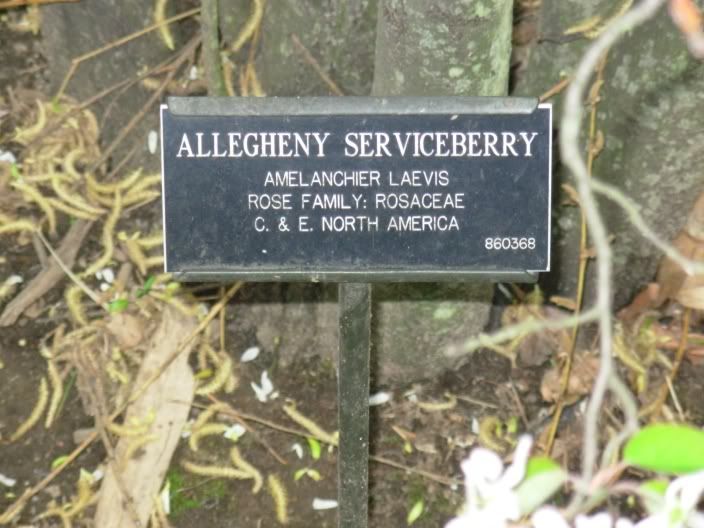 ALLEGHENY SERVICEBERRY
AMELANCHIER LAEVIS
ROSE FAMILY: ROSACEAE
C. & E. NORTH AMERICA
860368